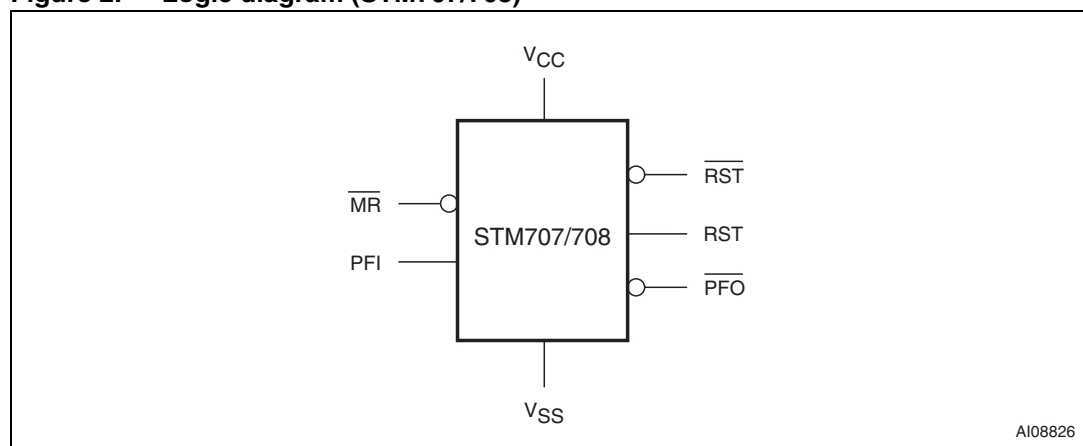 Figure 2. Logic diagram (STM707/708)
VCC
RST
MR
STM707/708
RST
PFI
PFO
VSS
AI08826